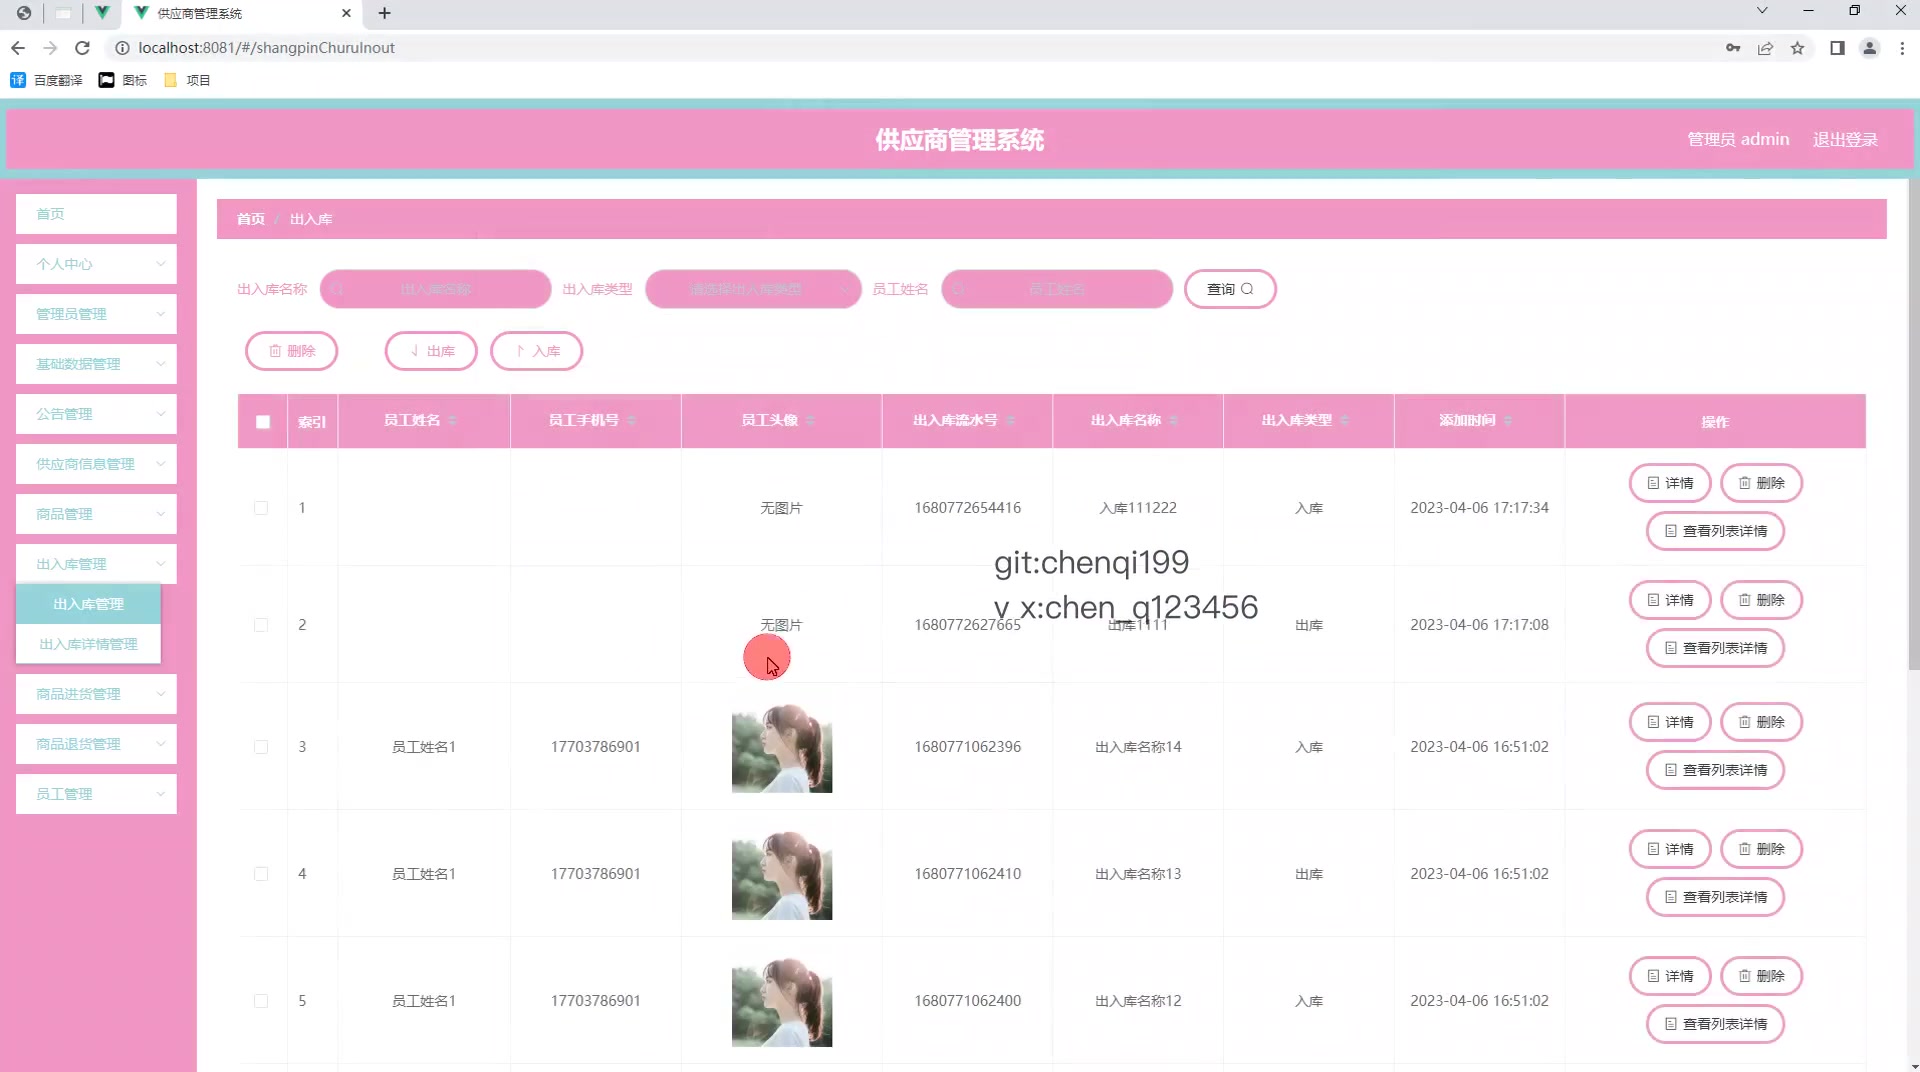 供应商管理系统
localhost:8081/#/shangpinChuruInout
百度翻译 图标 项目
供应商管理系统
管理员 admin 退出登录
首页
个人中心
管理员管理
基础数据管理
公告管理
供应商信息管理
商品管理
出入库管理
出入库管理
出入库详情管理
商品进货管理
商品退货管理
员工管理
首页 / 出入库
出入库名称 出入库名称 出入库类型 请选择出入库类型 员工姓名 员工姓名 查询
删除 出库 入库
索引 员工姓名 员工手机号 员工头像 出入库流水号 出入库名称 出入库类型 添加时间 操作
1 无图片 1680772654416 入库111222 入库 2023-04-06 17:17:34 详情 删除
查看列表详情
git:chenqi199
v_x:chen_q123456
2 无图片 1680772627665 出库1111 出库 2023-04-06 17:17:08 详情 删除
查看列表详情
3 员工姓名1 17703786901 1680771062396 出入库名称14 入库 2023-04-06 16:51:02 详情 删除
查看列表详情
4 员工姓名1 17703786901 1680771062410 出入库名称13 出库 2023-04-06 16:51:02 详情 删除
查看列表详情
5 员工姓名1 17703786901 1680771062400 出入库名称12 入库 2023-04-06 16:51:02 详情 删除
查看列表详情